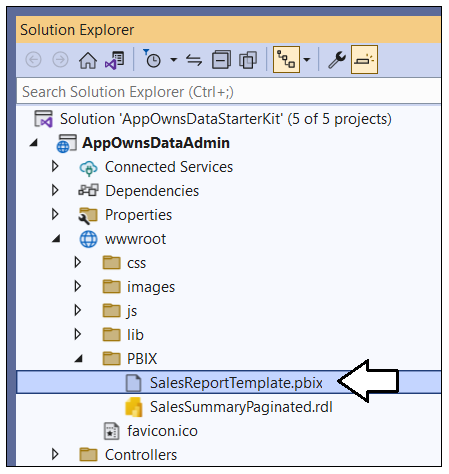 Solution Explorer
Search Solution Explorer (Ctrl+;)
Solution 'AppOwnsDataStarterKit' (5 of 5 projects)
AppOwnsDataAdmin
Connected Services
Dependencies
Properties
wwwroot
css
images
js
lib
PBIX
SalesReportTemplate.pbix
SalesSummaryPaginated.rdl
favicon.ico
Controllers